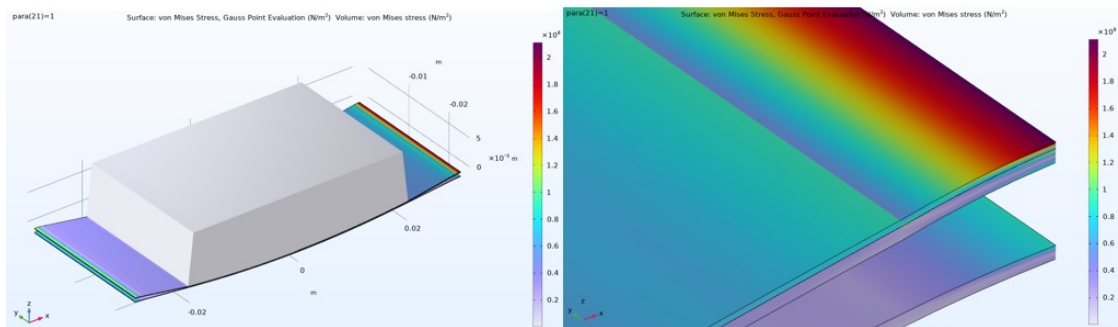 para(21)=1
Surface: von Mises Stress, Gauss Point Evaluation (N/m²)  Volume: von Mises stress (N/m²)
×10⁸
2
1.8
1.6
1.4
1.2
1
0.8
0.6
0.4
0.2
m
-0.01
-0.02
5
0
×10⁻³ m
0.02
0
m
-0.02
z
y
x
para(21)=1
Surface: von Mises Stress, Gauss Point Evaluation (N/m²)  Volume: von Mises stress (N/m²)
×10⁸
2
1.8
1.6
1.4
1.2
1
0.8
0.6
0.4
0.2
z
y
x